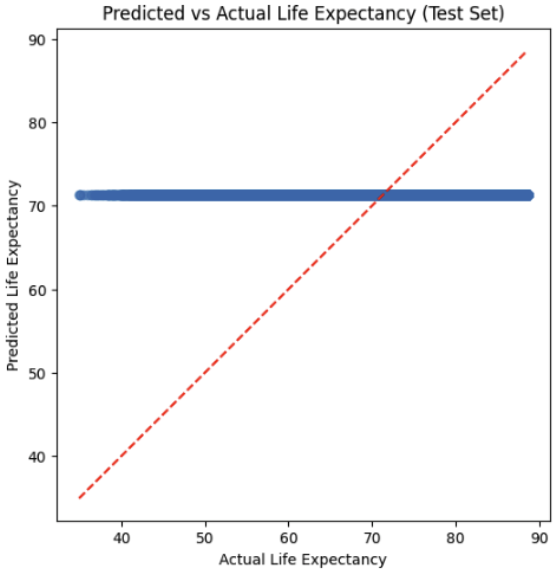 Predicted vs Actual Life Expectancy (Test Set)
90
80
70
60
50
40
Predicted Life Expectancy
40 50 60 70 80 90
Actual Life Expectancy